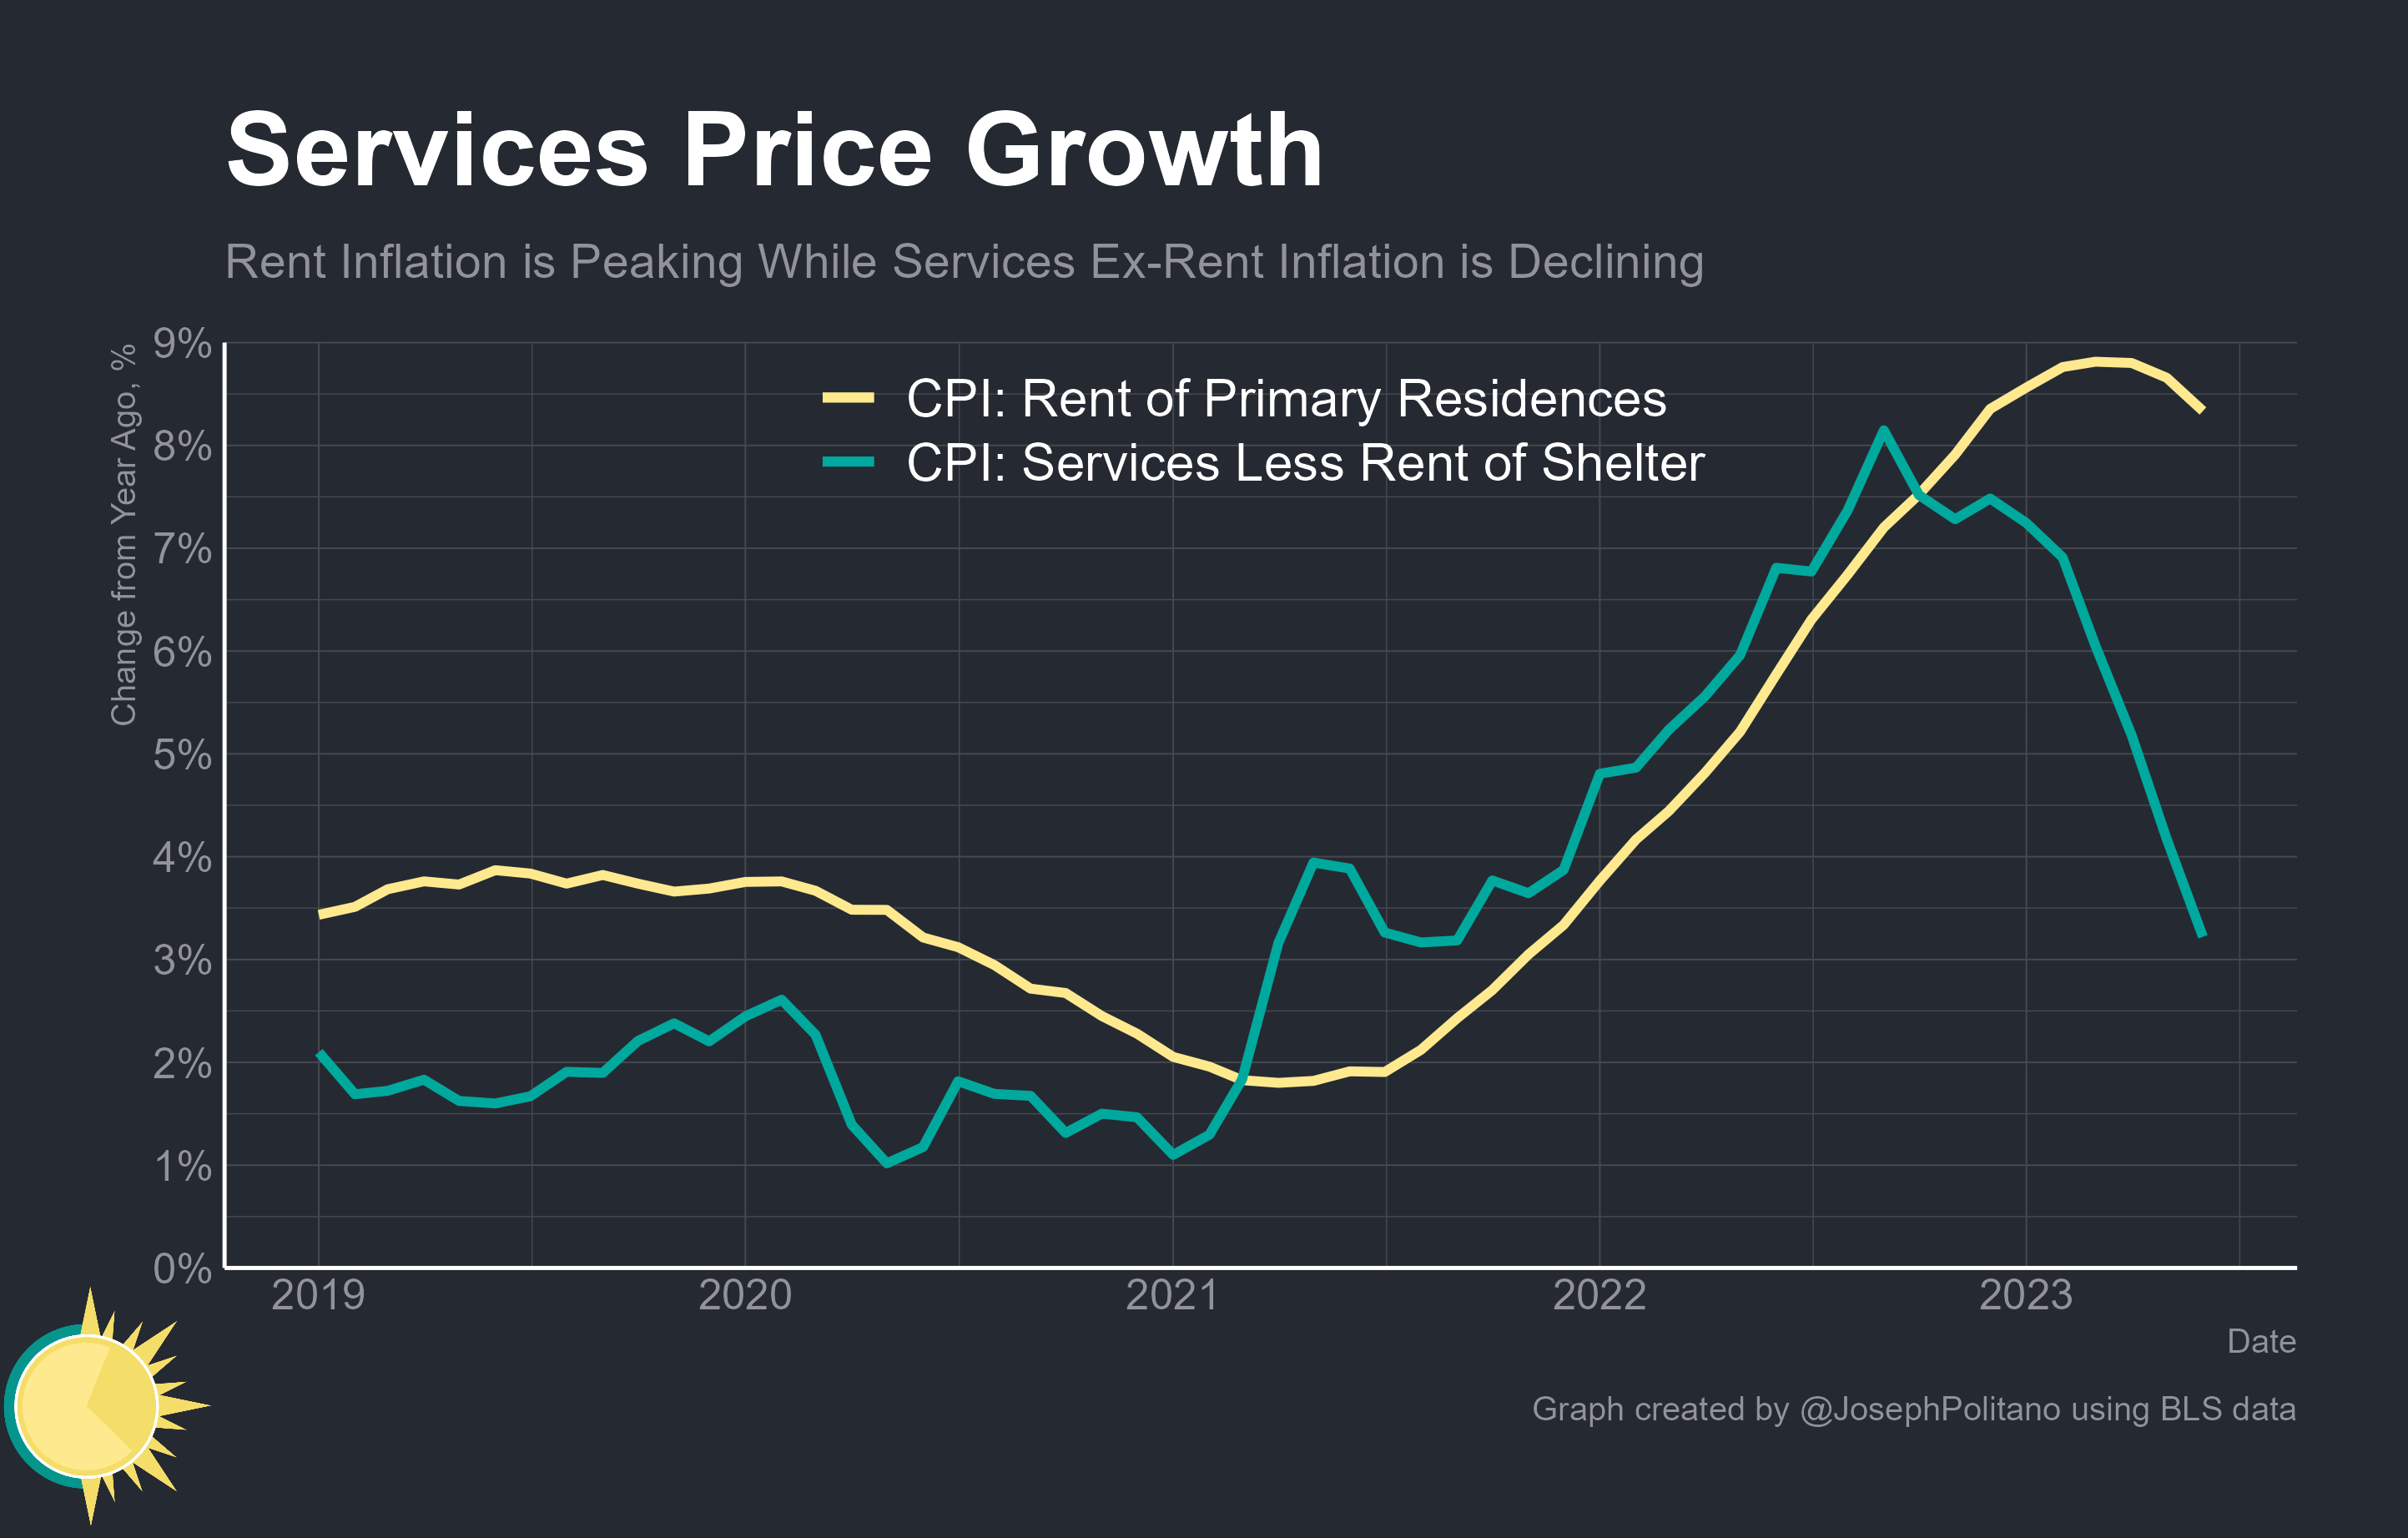 Services Price Growth
Rent Inflation is Peaking While Services Ex-Rent Inflation is Declining
Change from Year Ago, %
9%
8%
7%
6%
5%
4%
3%
2%
1%
0%
CPI: Rent of Primary Residences
CPI: Services Less Rent of Shelter
2019 2020 2021 2022 2023
Date
Graph created by @JosephPolitano using BLS data